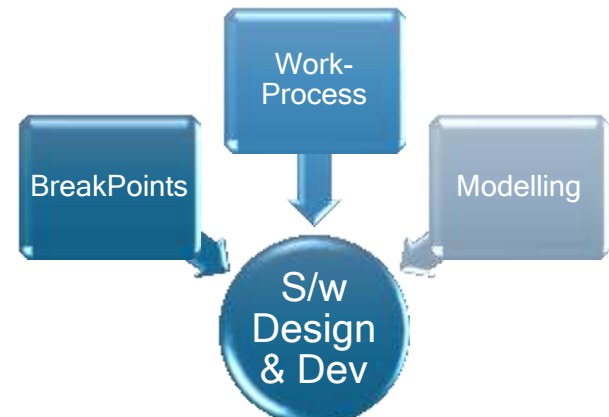 Work-
Process
BreakPoints
Modelling
S/w
Design
& Dev